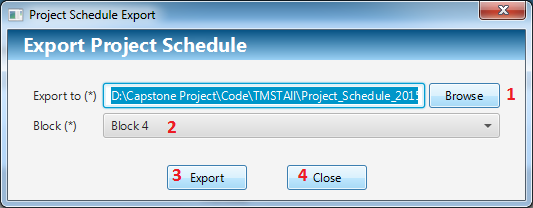 Project Schedule Export
Export Project Schedule
Export to (*) D:\Capstone Project\Code\TMSTAll\Project_Schedule_2015 Browse 1
Block (*) Block 4 2
3 Export 4 Close